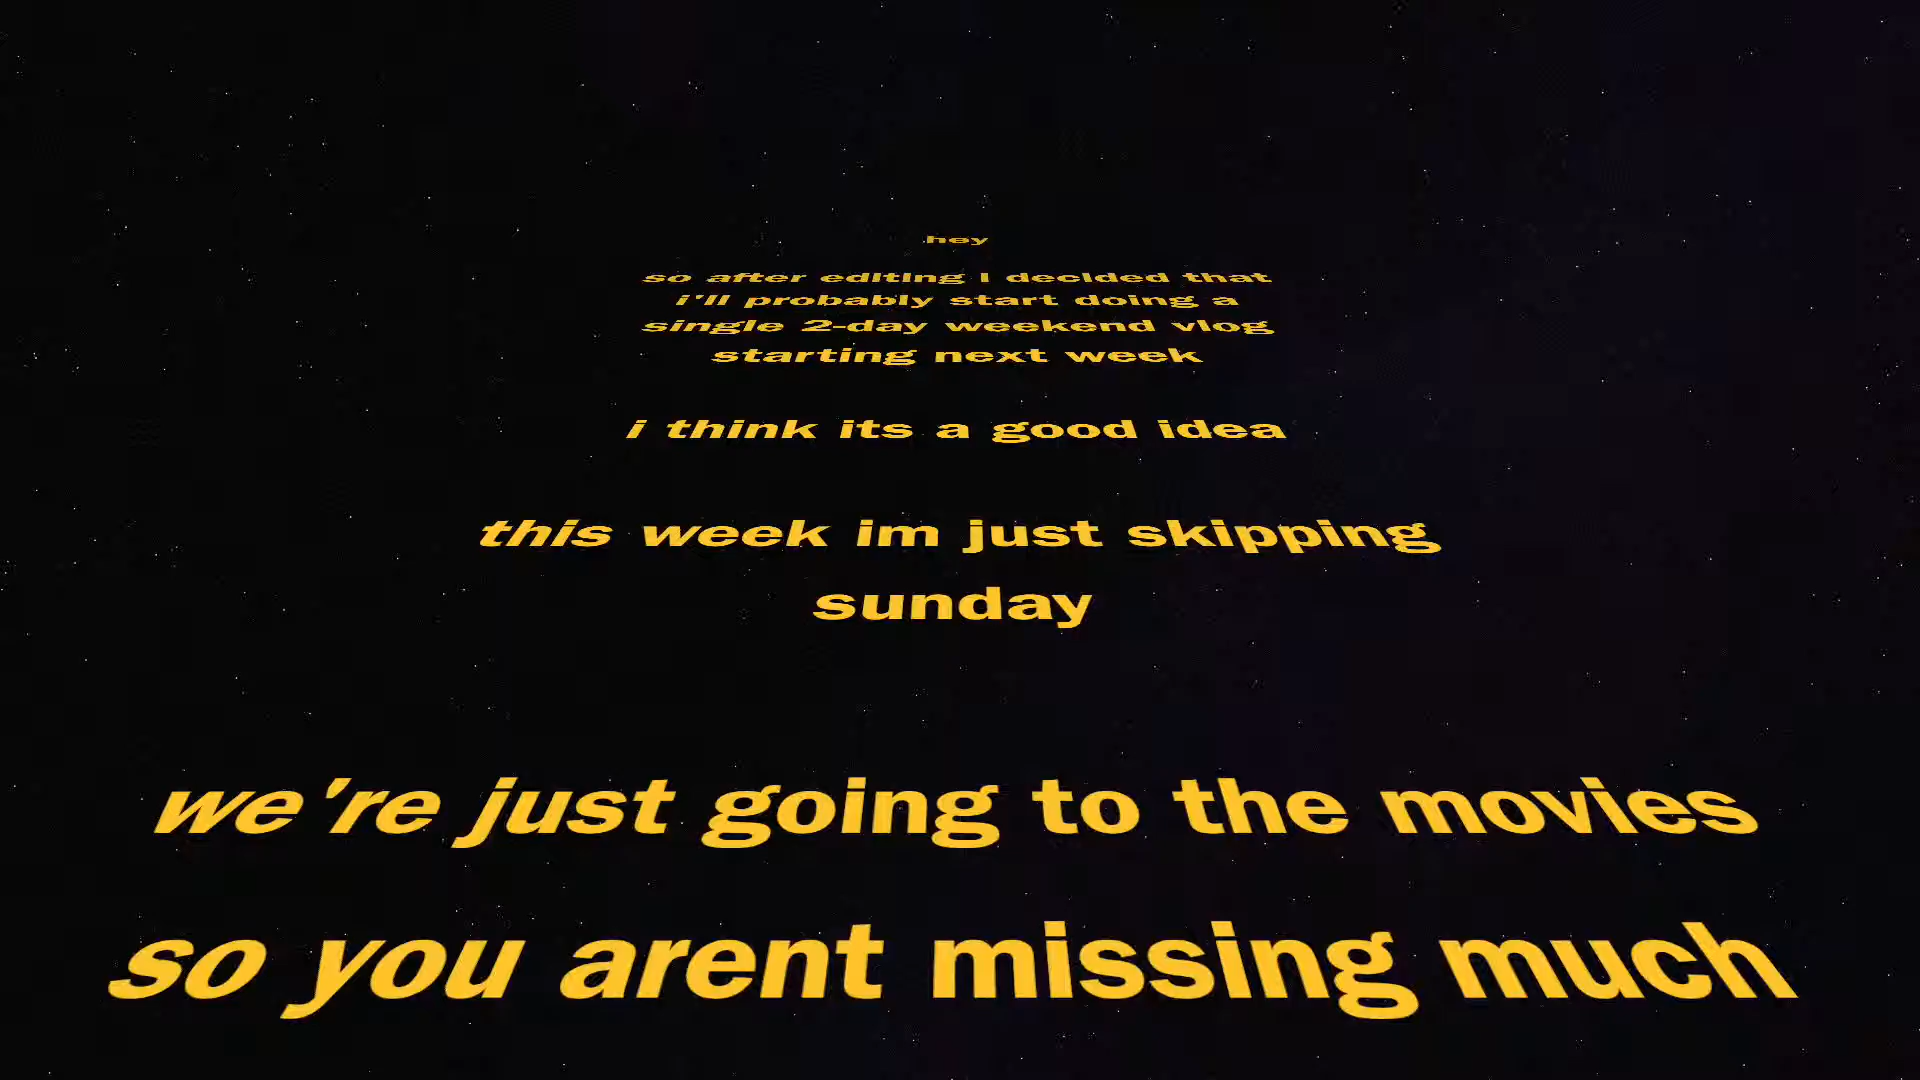 hey
so after editing i decided that
i'll probably start doing a
single 2-day weekend vlog
starting next week
i think its a good idea
this week im just skipping
sunday
we're just going to the movies
so you arent missing much